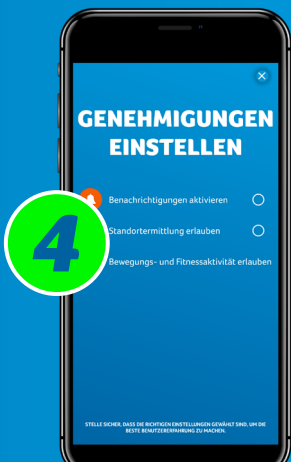 GENEHMIGUNGEN
EINSTELLEN
Benachrichtigungen aktivieren
4
Standortermittlung erlauben
Bewegungs- und Fitnessaktivität erlauben
STELLE SICHER, DASS DIE RICHTIGEN EINSTELLUNGEN GEWÄHLT SIND, UM DIE
BESTE BENUTZERERFAHRUNG ZU MACHEN.